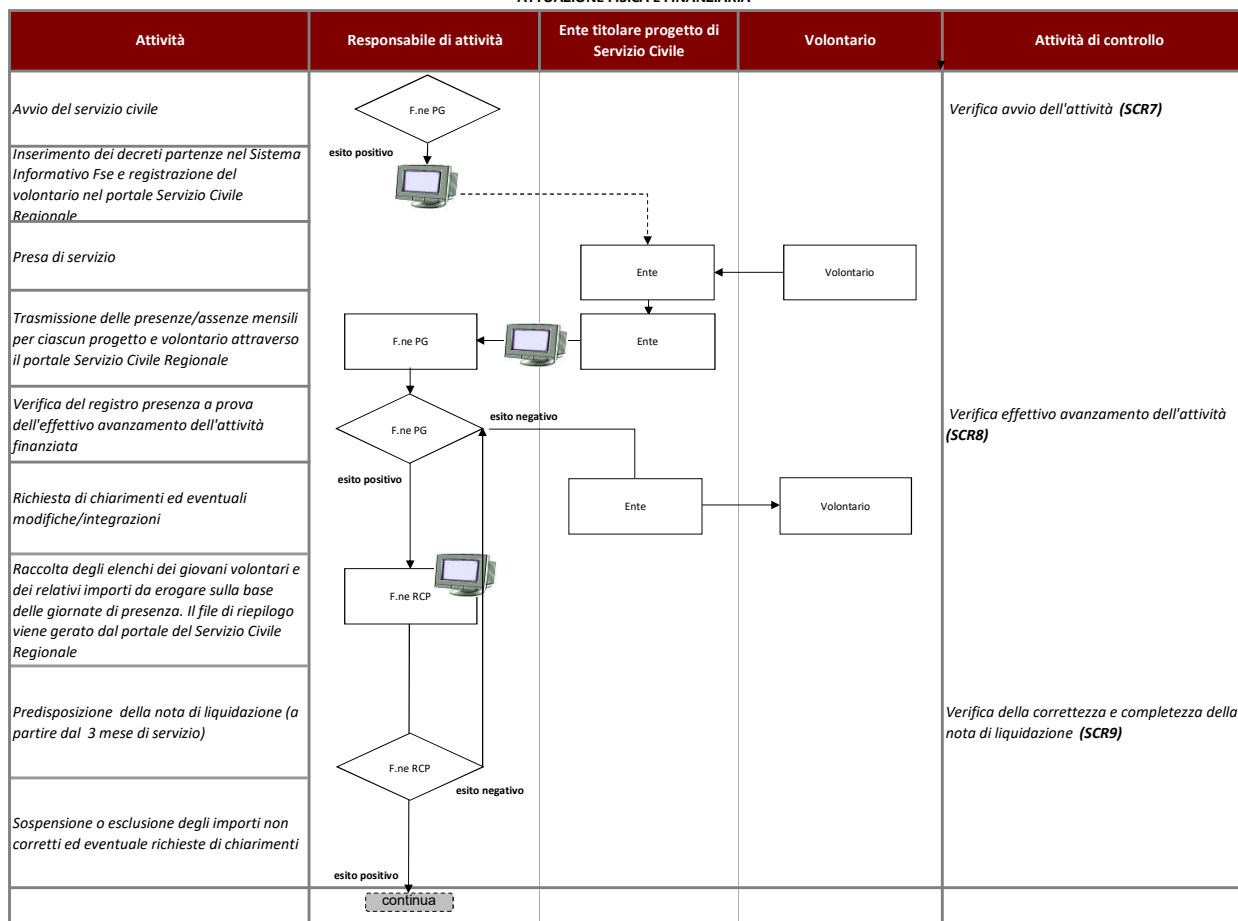 ATTUAZIONE FISICA E FINANZIARIA
Attività
Responsabile di attività
Ente titolare progetto di
Servizio Civile
Volontario
Attività di controllo
Avvio del servizio civile
F.ne PG
Verifica avvio dell'attività (SCR7)
esito positivo
Inserimento dei decreti partenze nel Sistema
Informativo Fse e registrazione del
volontario nel portale Servizio Civile
Regionale
Presa di servizio
Ente
Volontario
Trasmissione delle presenze/assenze mensili
per ciascun progetto e volontario attraverso
il portale Servizio Civile Regionale
F.ne PG
Ente
Verifica del registro presenza a prova
dell'effettivo avanzamento dell'attività
finanziata
F.ne PG
esito negativo
Verifica effettivo avanzamento dell'attività
(SCR8)
esito positivo
Richiesta di chiarimenti ed eventuali
modifiche/integrazioni
Ente
Volontario
Raccolta degli elenchi dei giovani volontari e
dei relativi importi da erogare sulla base
delle giornate di presenza. Il file di riepilogo
viene gerato dal portale del Servizio Civile
Regionale
F.ne RCP
Predisposizione della nota di liquidazione (a
partire dal 3 mese di servizio)
Verifica della correttezza e completezza della
nota di liquidazione (SCR9)
F.ne RCP
esito negativo
Sospensione o esclusione degli importi non
corretti ed eventuale richieste di chiarimenti
esito positivo
continua